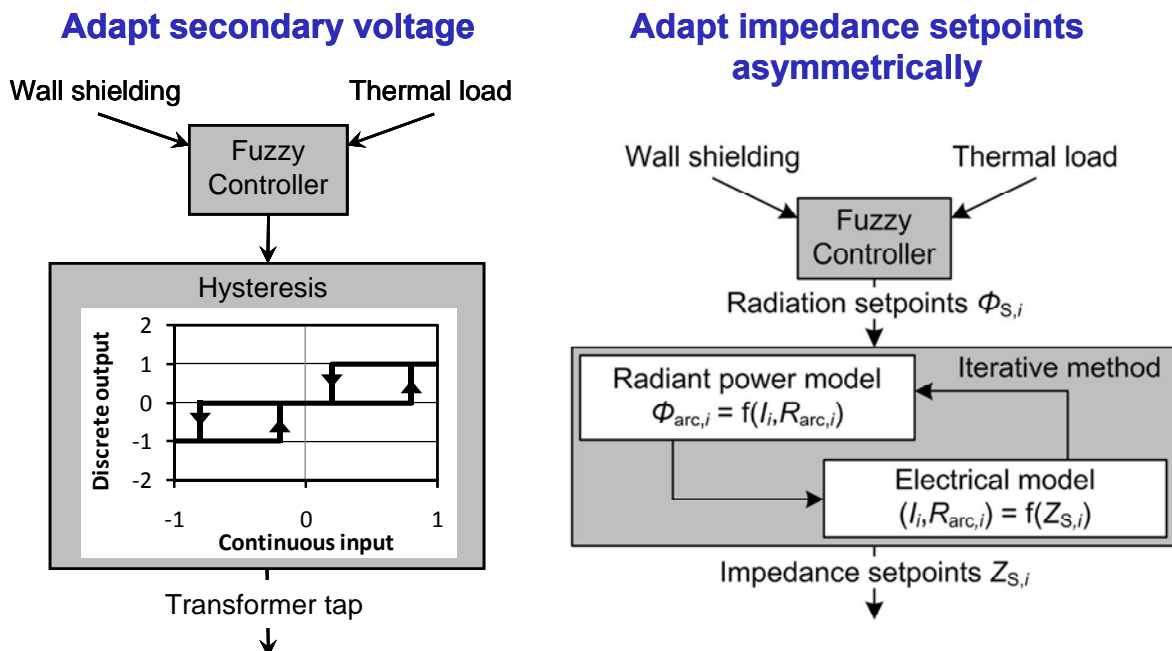 Adapt secondary voltage
Wall shielding
Thermal load
Fuzzy
Controller
Hysteresis
Discrete output
2
1
0
-1
-2
-1
0
1
Continuous input
Transformer tap
Adapt impedance setpoints
asymmetrically
Wall shielding
Thermal load
Fuzzy
Controller
Radiation setpoints ΦS,i
Iterative method
Radiant power model
Φarc,i = f(Ii,Rarc,i)
Electrical model
(Ii,Rarc,i) = f(ZS,i)
Impedance setpoints ZS,i